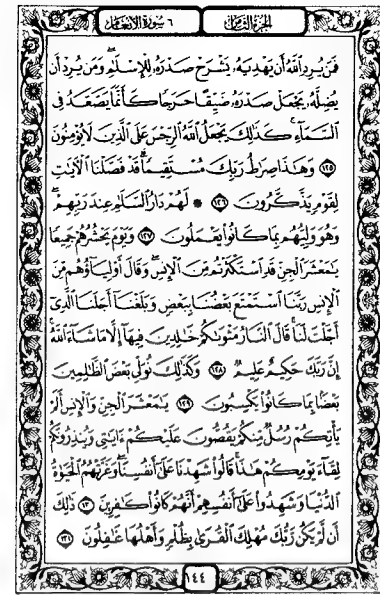 الجزء الثامن ٦ سورة الأنعام
فَمَن يُرِدِ ٱللَّهُ أَن يَهْدِيَهُۥ يَشْرَحْ صَدْرَهُۥ لِلْإِسْلَٰمِۖ وَمَن يُرِدْ أَن
يُضِلَّهُۥ يَجْعَلْ صَدْرَهُۥ ضَيِّقًا حَرَجًا كَأَنَّمَا يَصَّعَّدُ فِي
ٱلسَّمَآءِۚ كَذَٰلِكَ يَجْعَلُ ٱللَّهُ ٱلرِّجْسَ عَلَى ٱلَّذِينَ لَا يُؤْمِنُونَ
١٢٥ وَهَٰذَا صِرَٰطُ رَبِّكَ مُسْتَقِيمًاۗ قَدْ فَصَّلْنَا ٱلْأٓيَٰتِ
لِقَوْمٍ يَذَّكَّرُونَ ١٢٦ ۞ لَهُمْ دَارُ ٱلسَّلَٰمِ عِندَ رَبِّهِمْۖ
وَهُوَ وَلِيُّهُم بِمَا كَانُوا۟ يَعْمَلُونَ ١٢٧ وَيَوْمَ يَحْشُرُهُمْ جَمِيعًا
يَٰمَعْشَرَ ٱلْجِنِّ قَدِ ٱسْتَكْثَرْتُم مِّنَ ٱلْإِنسِۖ وَقَالَ أَوْلِيَآؤُهُم مِّنَ
ٱلْإِنسِ رَبَّنَا ٱسْتَمْتَعَ بَعْضُنَا بِبَعْضٍ وَبَلَغْنَآ أَجَلَنَا ٱلَّذِيٓ
أَجَّلْتَ لَنَاۚ قَالَ ٱلنَّارُ مَثْوَىٰكُمْ خَٰلِدِينَ فِيهَآ إِلَّا مَا شَآءَ ٱللَّهُۗ
إِنَّ رَبَّكَ حَكِيمٌ عَلِيمٌ ١٢٨ وَكَذَٰلِكَ نُوَلِّي بَعْضَ ٱلظَّٰلِمِينَ
بَعْضًۢا بِمَا كَانُوا۟ يَكْسِبُونَ ١٢٩ يَٰمَعْشَرَ ٱلْجِنِّ وَٱلْإِنسِ أَلَمْ
يَأْتِكُمْ رُسُلٌ مِّنكُمْ يَقُصُّونَ عَلَيْكُمْ ءَايَٰتِي وَيُنذِرُونَكُمْ
لِقَآءَ يَوْمِكُمْ هَٰذَاۚ قَالُوا۟ شَهِدْنَا عَلَىٰٓ أَنفُسِنَاۖ وَغَرَّتْهُمُ ٱلْحَيَوٰةُ
ٱلدُّنْيَا وَشَهِدُوا۟ عَلَىٰٓ أَنفُسِهِمْ أَنَّهُمْ كَانُوا۟ كَٰفِرِينَ ١٣٠ ذَٰلِكَ
أَن لَّمْ يَكُن رَّبُّكَ مُهْلِكَ ٱلْقُرَىٰ بِظُلْمٍ وَأَهْلُهَا غَٰفِلُونَ ١٣١
١٤٤